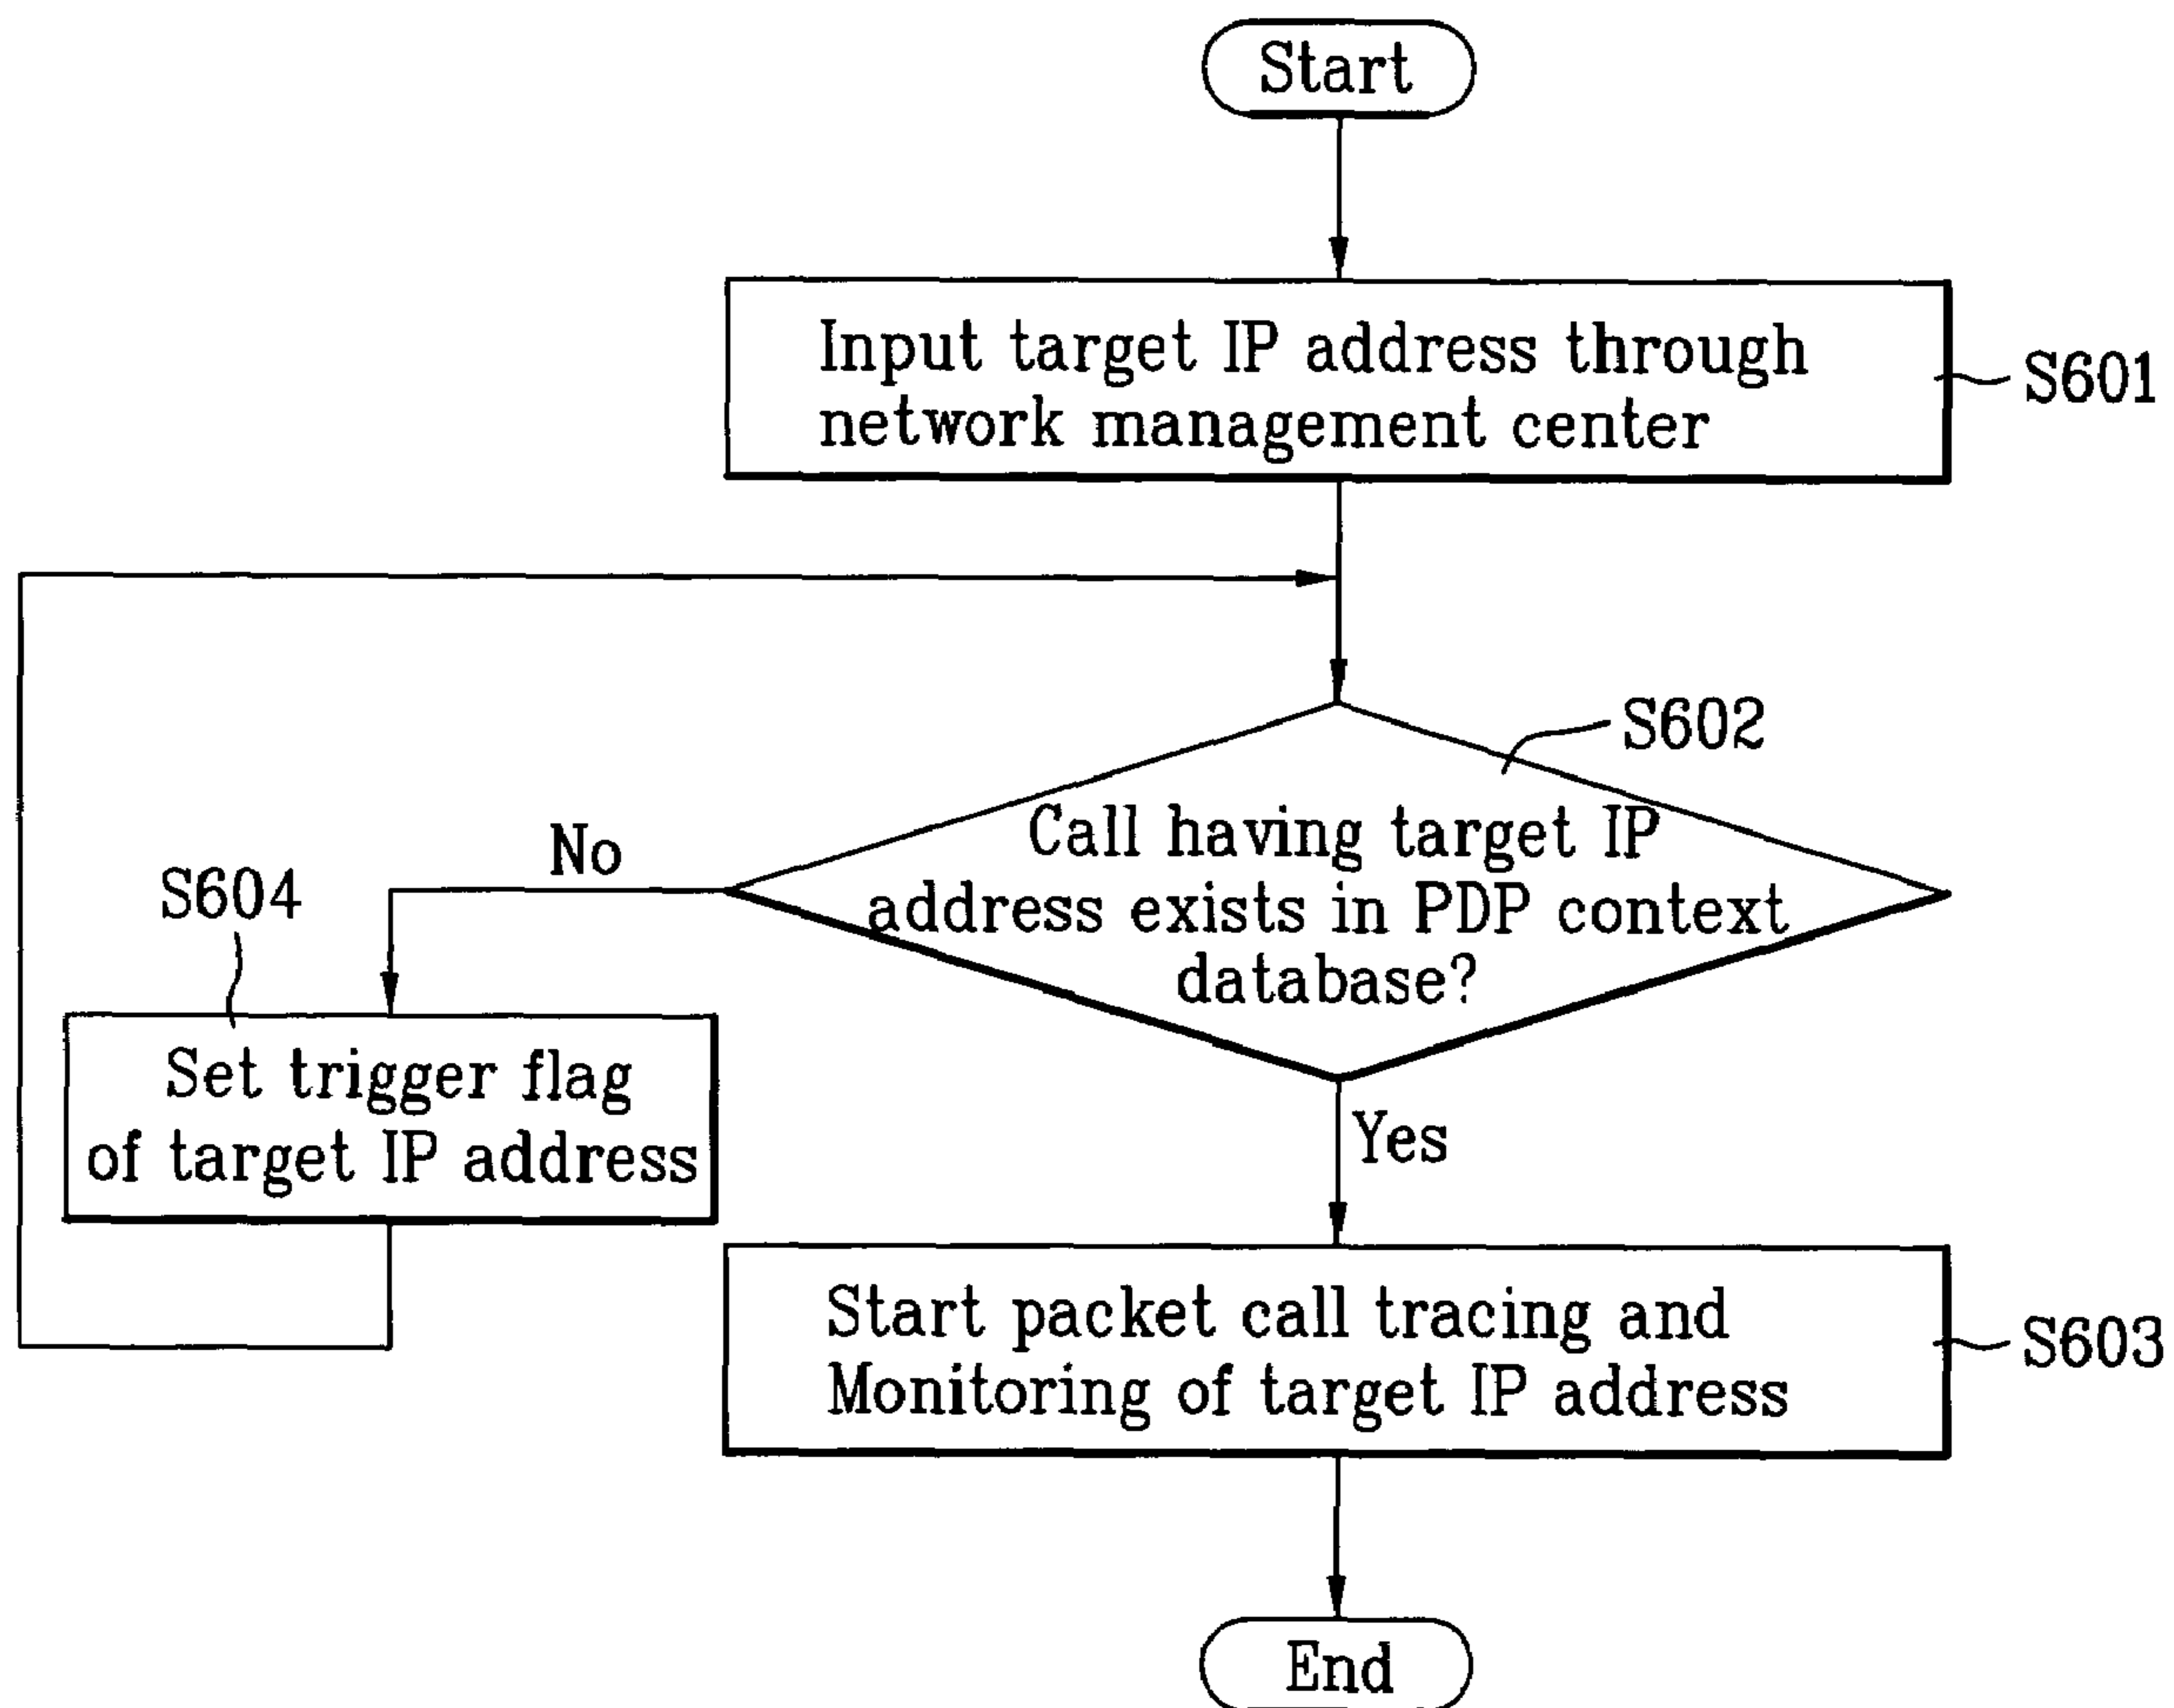 Start
Input target IP address through
network management center
S601
S602
Call having target IP
address exists in PDP context
database?
No
S604
Set trigger flag
of target IP address
Yes
Start packet call tracing and
Monitoring of target IP address
S603
End